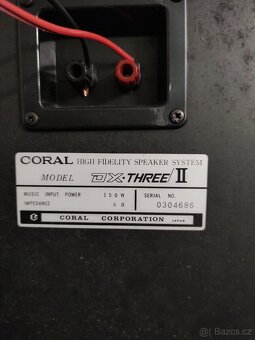 CORAL HIGH FIDELITY SPEAKER SYSTEM
MODEL DX-THREE/II
MUSIC INPUT POWER 150W SERIAL NO.
IMPEDANCE 6Ω 0304686
CORAL CORPORATION JAPAN
sbazar.cz